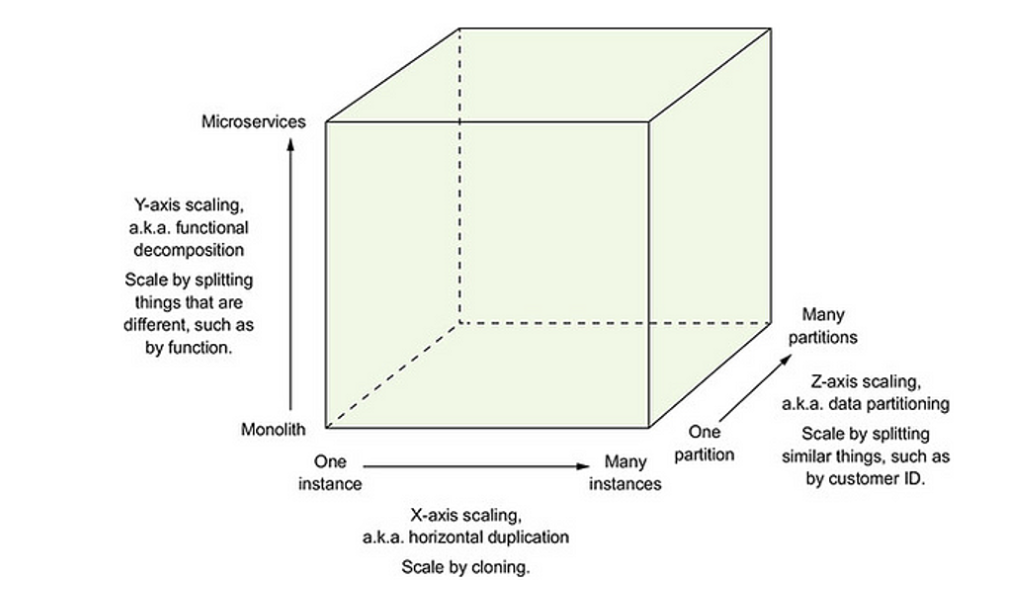 Microservices
Y-axis scaling,
a.k.a. functional
decomposition
Scale by splitting
things that are
different, such as
by function.
Monolith
One
instance
Many
instances
X-axis scaling,
a.k.a. horizontal duplication
Scale by cloning.
One
partition
Many
partitions
Z-axis scaling,
a.k.a. data partitioning
Scale by splitting
similar things, such as
by customer ID.